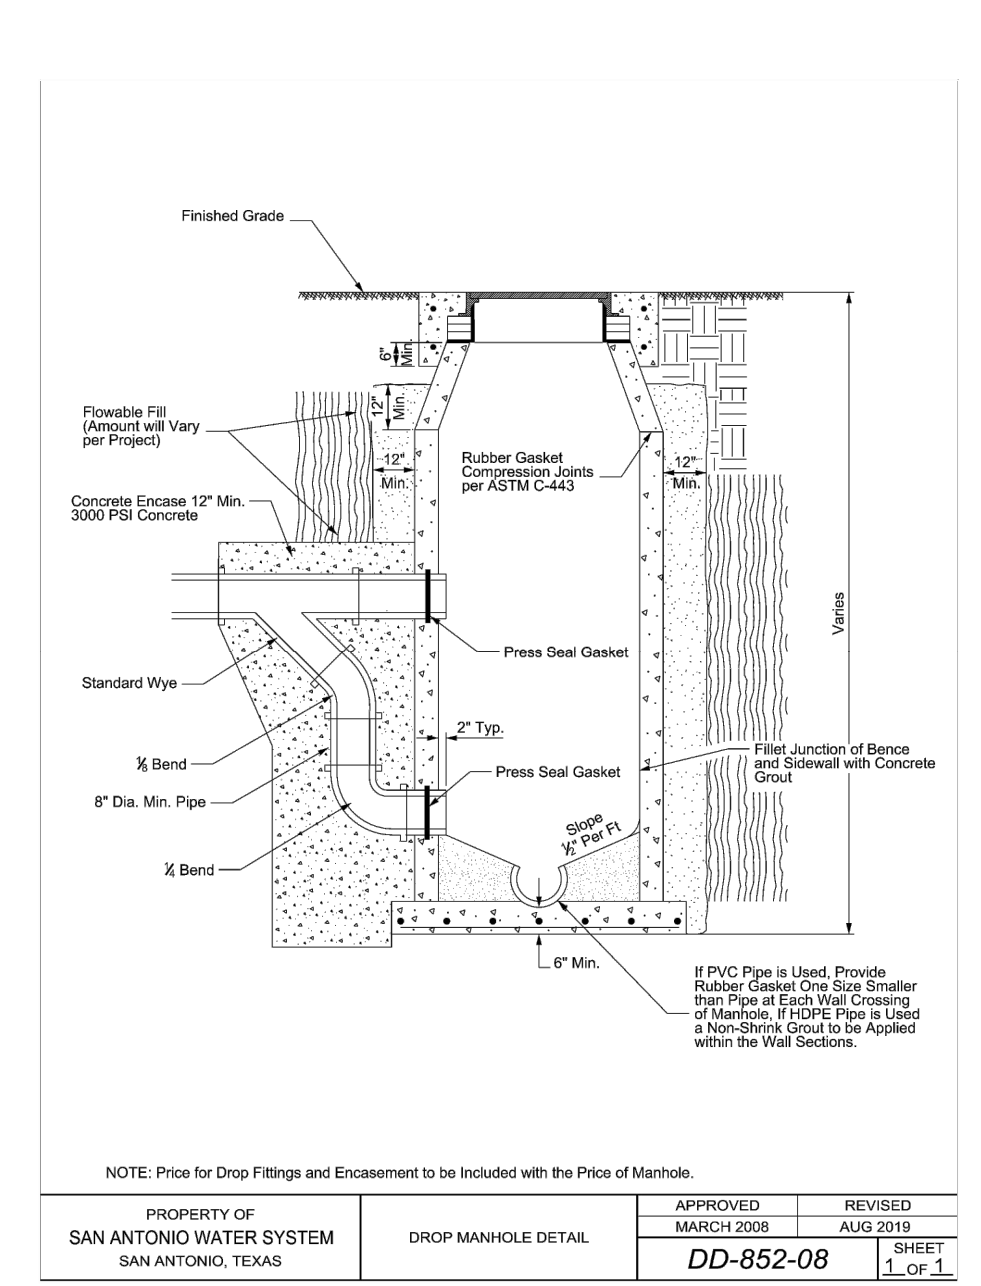 Finished Grade
6"
Min.
12"
Min.
Flowable Fill
(Amount will Vary
per Project)
12"
Min.
Rubber Gasket
Compression Joints
per ASTM C-443
12"
Min.
Concrete Encase 12" Min.
3000 PSI Concrete
Varies
Press Seal Gasket
Standard Wye
2" Typ.
⅛ Bend
Press Seal Gasket
Fillet Junction of Bence
and Sidewall with Concrete
Grout
8" Dia. Min. Pipe
Slope
½" Per Ft
¼ Bend
6" Min.
If PVC Pipe is Used, Provide
Rubber Gasket One Size Smaller
than Pipe at Each Wall Crossing
of Manhole, If HDPE Pipe is Used
a Non-Shrink Grout to be Applied
within the Wall Sections.
NOTE: Price for Drop Fittings and Encasement to be Included with the Price of Manhole.
PROPERTY OF
SAN ANTONIO WATER SYSTEM
SAN ANTONIO, TEXAS
DROP MANHOLE DETAIL
APPROVED
MARCH 2008
REVISED
AUG 2019
DD-852-08
SHEET
1 OF 1